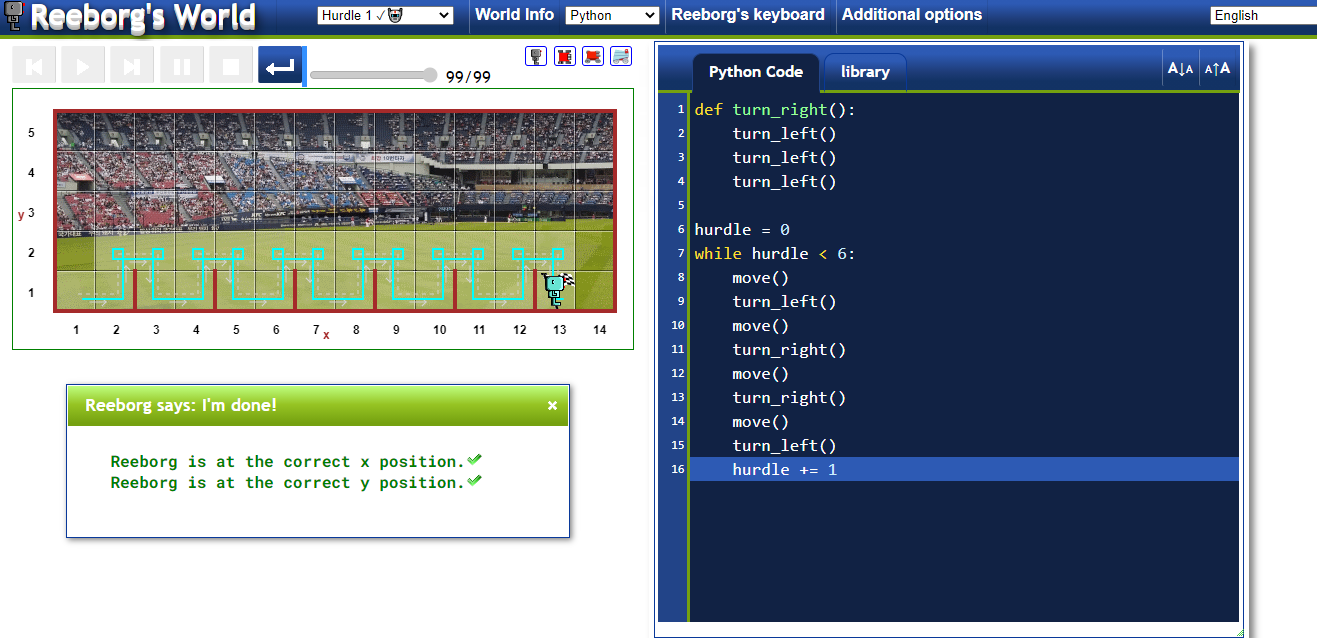 Reeborg's World
Hurdle 1 ✓
World Info
Python
Reeborg's keyboard
Additional options
English
99/99
Python Code
library
A↓A
A↑A
5
4
y 3
2
1
1 2 3 4 5 6 7 x 8 9 10 11 12 13 14
Reeborg says: I'm done!
×
Reeborg is at the correct x position.
Reeborg is at the correct y position.
1 def turn_right():
2     turn_left()
3     turn_left()
4     turn_left()
5
6 hurdle = 0
7 while hurdle < 6:
8     move()
9     turn_left()
10     move()
11     turn_right()
12     move()
13     turn_right()
14     move()
15     turn_left()
16     hurdle += 1